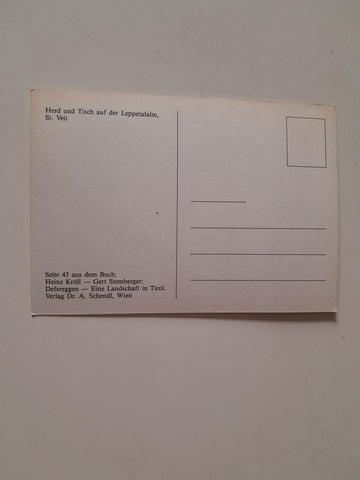 Herd und Tisch auf der Leppetalalm,
St. Veit
Seite 43 aus dem Buch:
Heinz Kröll — Gert Stemberger:
Defereggen — Eine Landschaft in Tirol.
Verlag Dr. A. Schendl, Wien